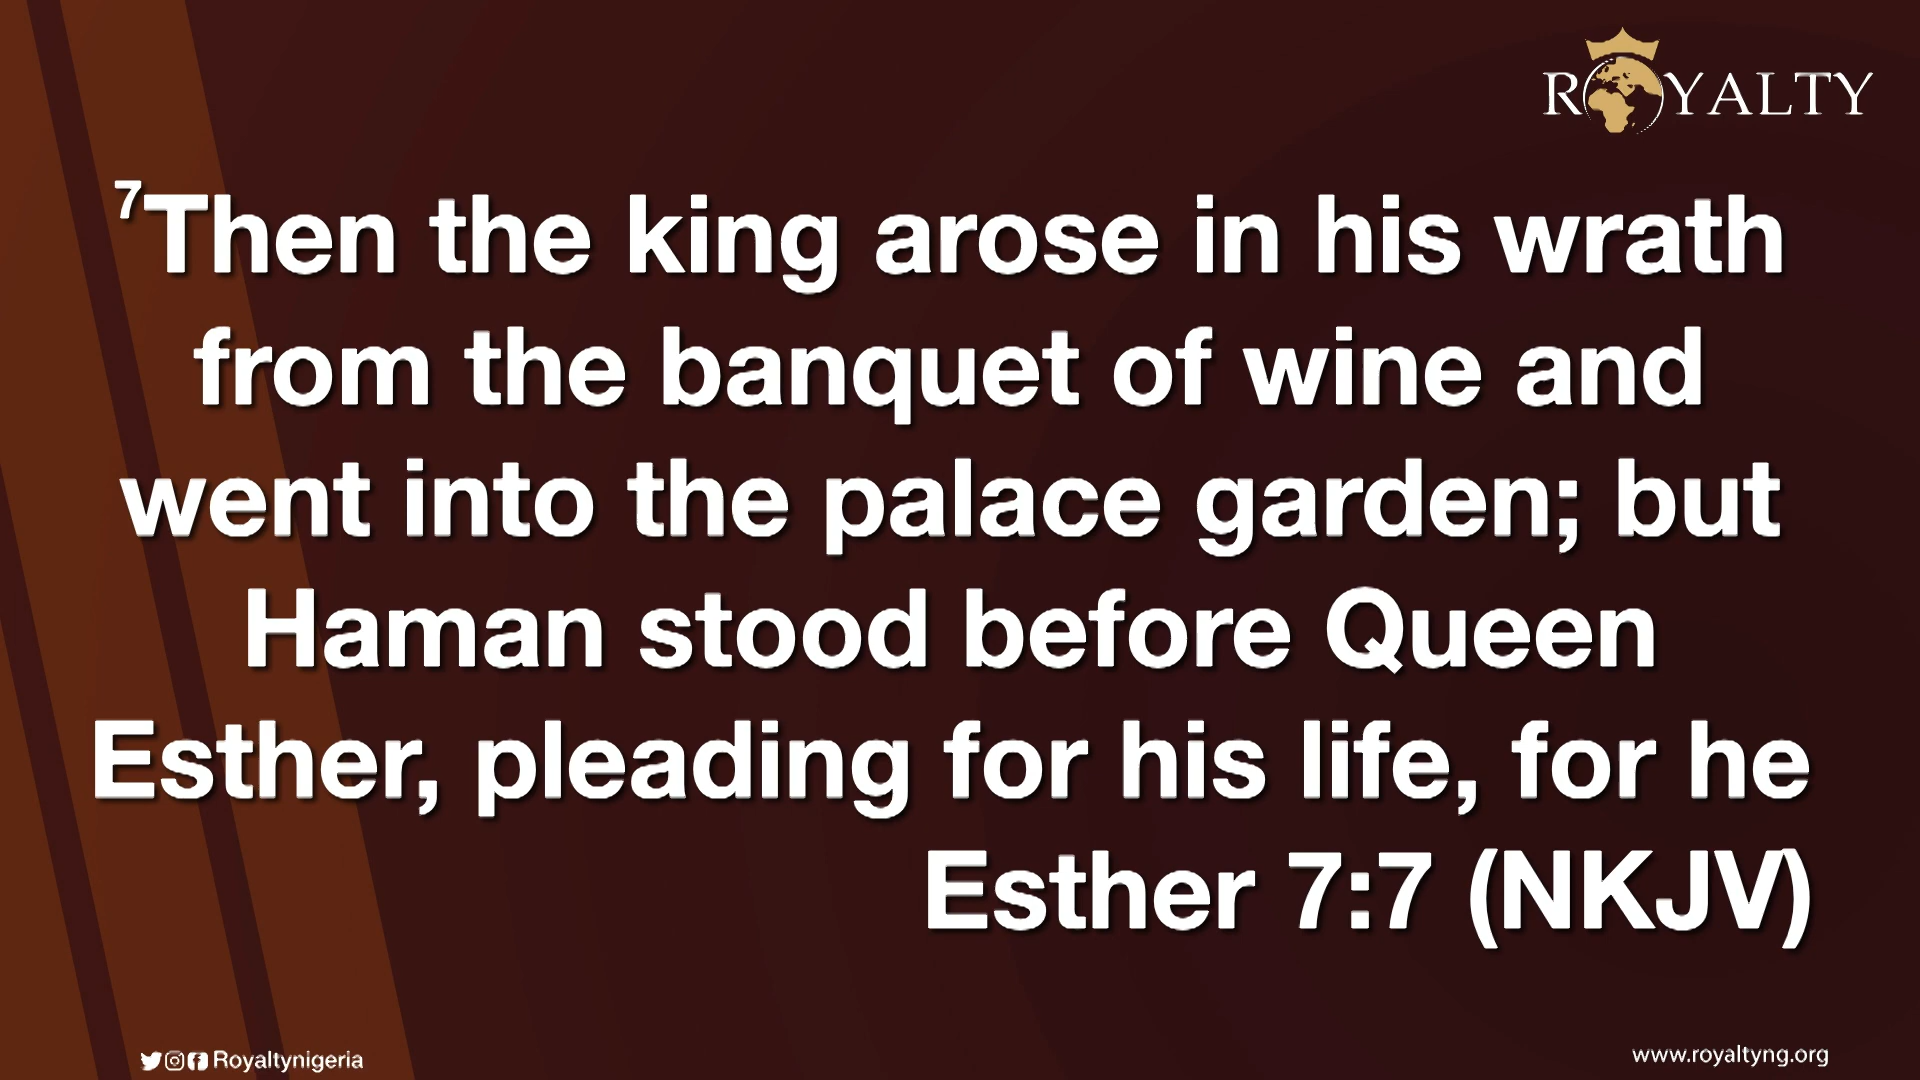 ROYALTY
7Then the king arose in his wrath
from the banquet of wine and
went into the palace garden; but
Haman stood before Queen
Esther, pleading for his life, for he
Esther 7:7 (NKJV)
Royaltynigeria
www.royaltyng.org